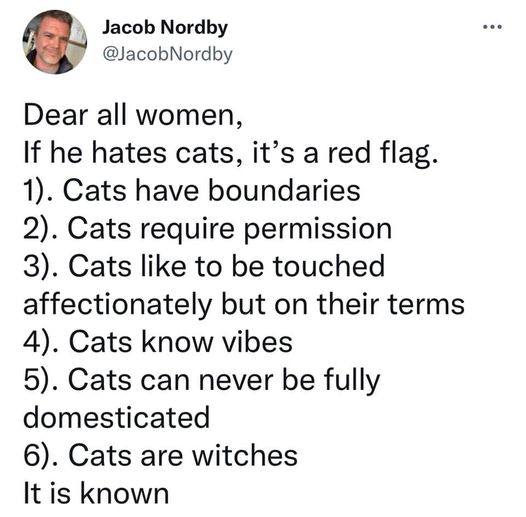 Jacob Nordby
@JacobNordby
Dear all women,
If he hates cats, it’s a red flag.
1). Cats have boundaries
2). Cats require permission
3). Cats like to be touched
affectionately but on their terms
4). Cats know vibes
5). Cats can never be fully
domesticated
6). Cats are witches
It is known